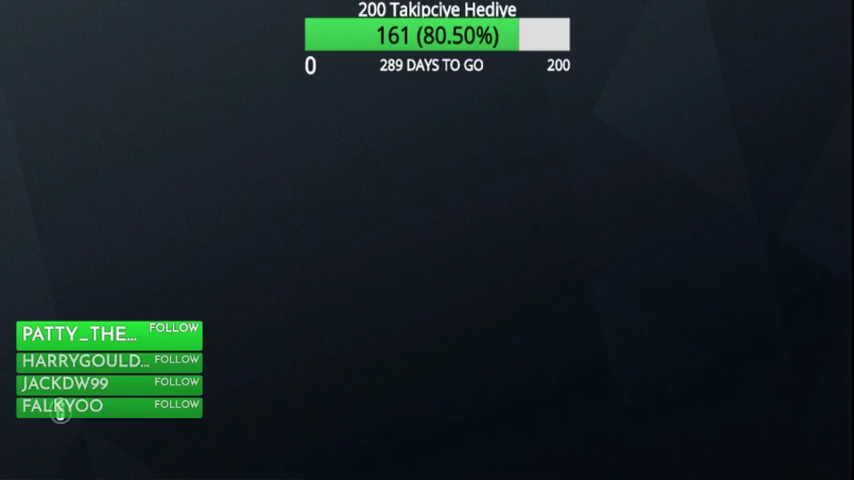 200 Takipciye Hediye
161 (80.50%)
0 289 DAYS TO GO 200
PATTY_THE... FOLLOW
HARRYGOULD... FOLLOW
JACKDW99 FOLLOW
FALKYOO FOLLOW